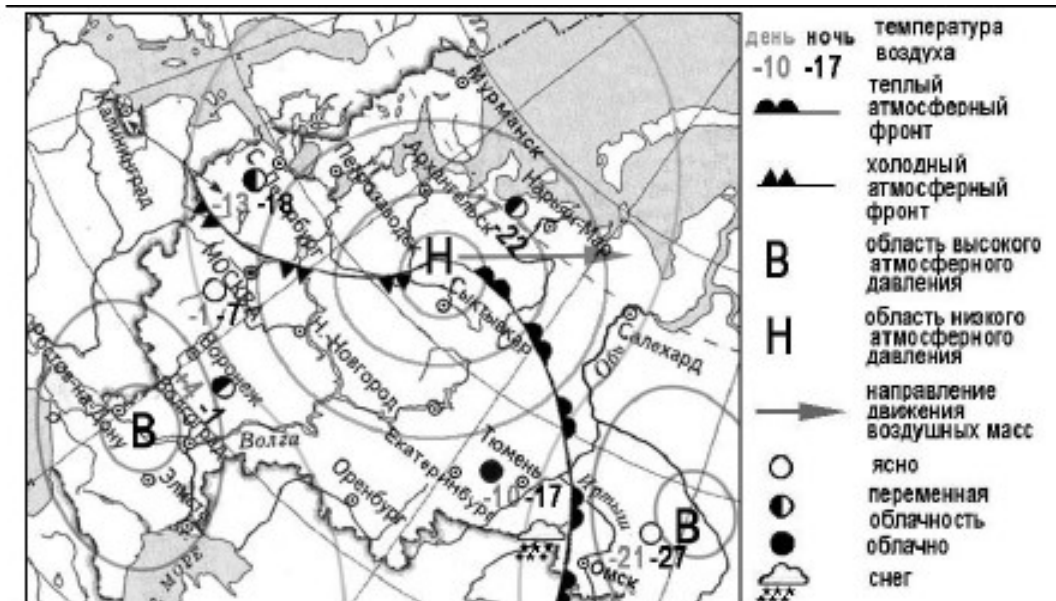 Мурманск
Калининград
Архангельск
Нарьян-Мар
Петрозаводск
-13 -18
-22
Н
МОСКВА
-1 -7
Сыктывкар
Салехард
Обь
Н. Новгород
Воронеж
Ростов-на-Дону
Волгоград
В
Волга
Элиста
Екатеринбург
Тюмень
Оренбург
-10 -17
Иртыш
В
-21 -27
Омск
море
день ночь
-10 -17
температура
воздуха
теплый
атмосферный
фронт
холодный
атмосферный
фронт
В
область высокого
атмосферного
давления
Н
область низкого
атмосферного
давления
направление
движения
воздушных масс
ясно
переменная
облачность
облачно
снег